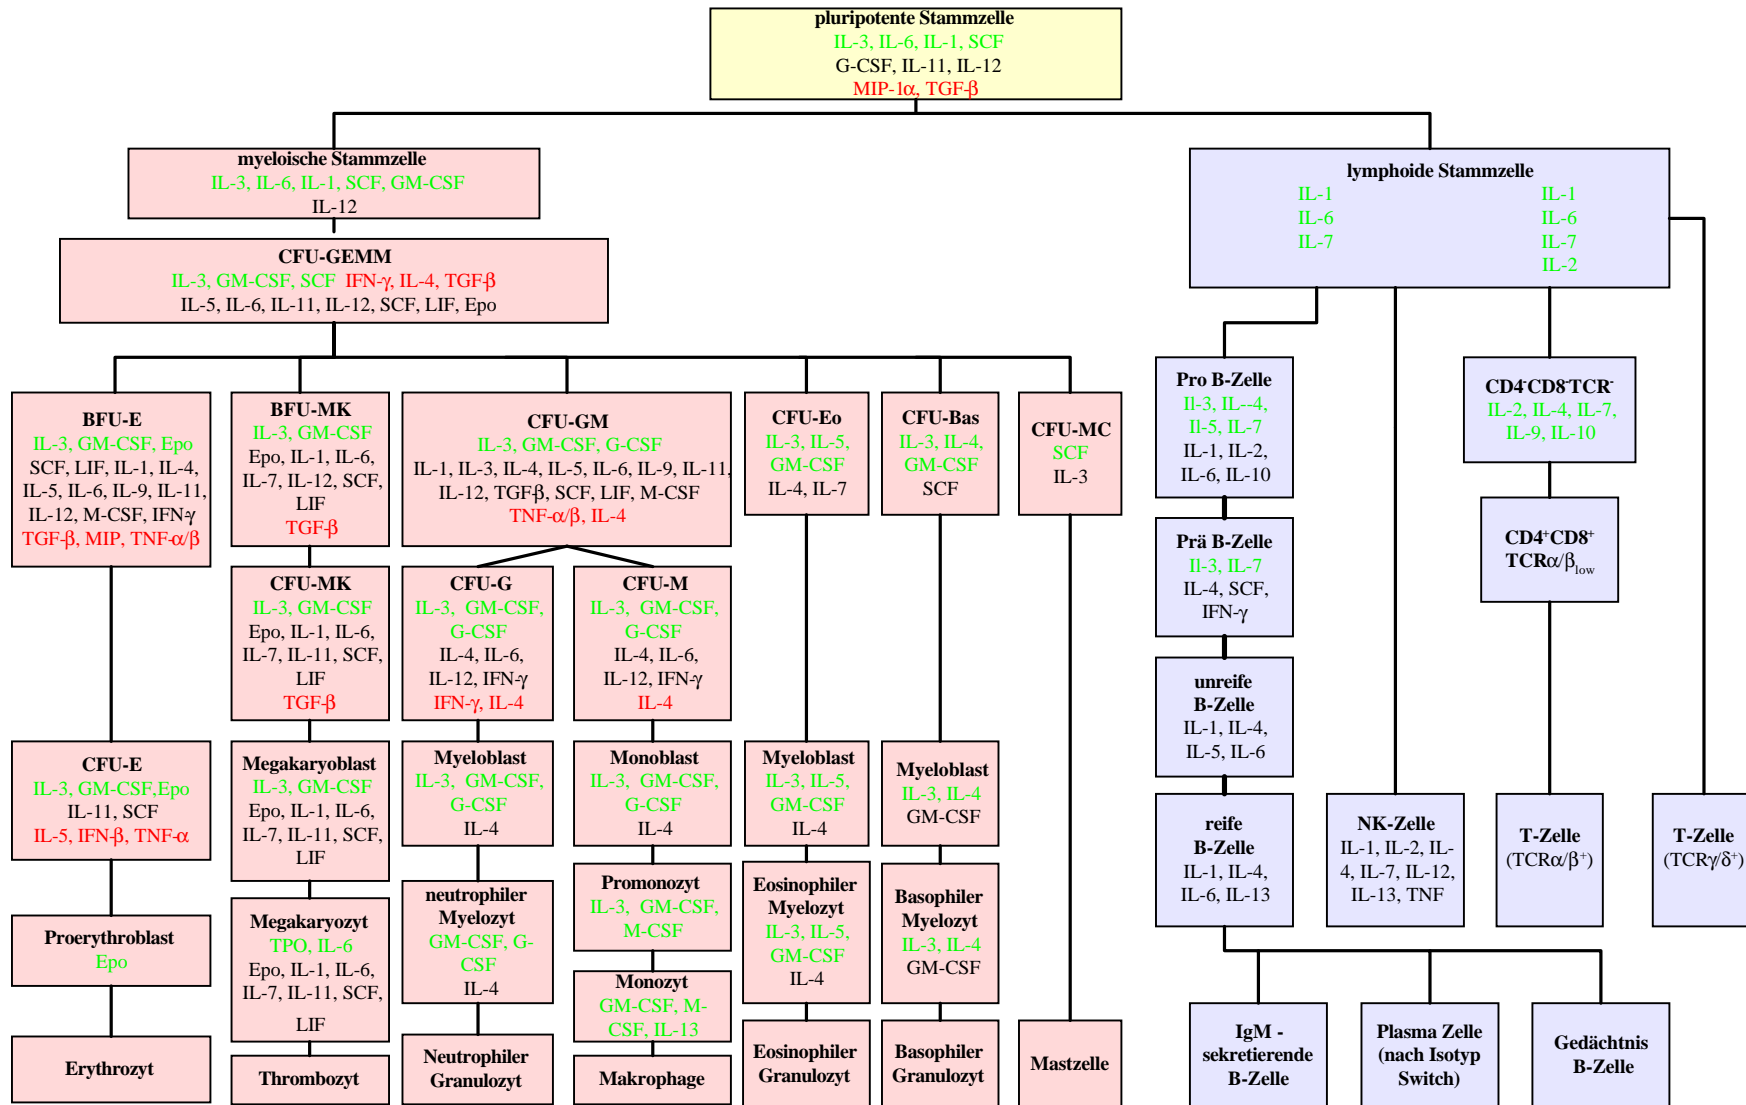 pluripotente Stammzelle
IL-3, IL-6, IL-1, SCF
G-CSF, IL-11, IL-12
MIP-1α, TGF-β
myeloische Stammzelle
IL-3, IL-6, IL-1, SCF, GM-CSF
IL-12
CFU-GEMM
IL-3, GM-CSF, SCF IFN-γ, IL-4, TGF-β
IL-5, IL-6, IL-11, IL-12, SCF, LIF, Epo
BFU-E
IL-3, GM-CSF, Epo
SCF, LIF, IL-1, IL-4,
IL-5, IL-6, IL-9, IL-11,
IL-12, M-CSF, IFN-γ
TGF-β, MIP, TNF-α/β
CFU-E
IL-3, GM-CSF,Epo
IL-11, SCF
IL-5, IFN-β, TNF-α
Proerythroblast
Epo
Erythrozyt
BFU-MK
IL-3, GM-CSF
Epo, IL-1, IL-6,
IL-7, IL-12, SCF,
LIF
TGF-β
CFU-MK
IL-3, GM-CSF
Epo, IL-1, IL-6,
IL-7, IL-11, SCF,
LIF
TGF-β
Megakaryoblast
IL-3, GM-CSF
Epo, IL-1, IL-6,
IL-7, IL-11, SCF,
LIF
Megakaryozyt
TPO, IL-6
Epo, IL-1, IL-6,
IL-7, IL-11, SCF,
LIF
Thrombozyt
CFU-GM
IL-3, GM-CSF, G-CSF
IL-1, IL-3, IL-4, IL-5, IL-6, IL-9, IL-11,
IL-12, TGF-β, SCF, LIF, M-CSF
TNF-α/β, IL-4
CFU-G
IL-3, GM-CSF,
G-CSF
IL-4, IL-6,
IL-12, IFN-γ
IFN-γ, IL-4
Myeloblast
IL-3, GM-CSF,
G-CSF
IL-4
neutrophiler
Myelozyt
GM-CSF, G-
CSF
IL-4
Neutrophiler
Granulozyt
CFU-M
IL-3, GM-CSF,
G-CSF
IL-4, IL-6,
IL-12, IFN-γ
IL-4
Monoblast
IL-3, GM-CSF,
G-CSF
IL-4
Promonozyt
IL-3, GM-CSF,
M-CSF
Monozyt
GM-CSF, M-
CSF, IL-13
Makrophage
CFU-Eo
IL-3, IL-5,
GM-CSF
IL-4, IL-7
Myeloblast
IL-3, IL-5,
GM-CSF
IL-4
Eosinophiler
Myelozyt
IL-3, IL-5,
GM-CSF
IL-4
Eosinophiler
Granulozyt
CFU-Bas
IL-3, IL-4,
GM-CSF
SCF
Myeloblast
IL-3, IL-4
GM-CSF
Basophiler
Myelozyt
IL-3, IL-4
GM-CSF
Basophiler
Granulozyt
CFU-MC
SCF
IL-3
Mastzelle
lymphoide Stammzelle
IL-1 IL-1
IL-6 IL-6
IL-7 IL-7
IL-2
Pro B-Zelle
Il-3, IL--4,
Il-5, IL-7
IL-1, IL-2,
IL-6, IL-10
Prä B-Zelle
Il-3, IL-7
IL-4, SCF,
IFN-γ
unreife
B-Zelle
IL-1, IL-4,
IL-5, IL-6
reife
B-Zelle
IL-1, IL-4,
IL-6, IL-13
NK-Zelle
IL-1, IL-2, IL-
4, IL-7, IL-12,
IL-13, TNF
CD4⁻CD8⁻TCR⁻
IL-2, IL-4, IL-7,
IL-9, IL-10
CD4⁺CD8⁺
TCRα/βlow
T-Zelle
(TCRα/β⁺)
T-Zelle
(TCRγ/δ⁺)
IgM -
sekretierende
B-Zelle
Plasma Zelle
(nach Isotyp
Switch)
Gedächtnis
B-Zelle